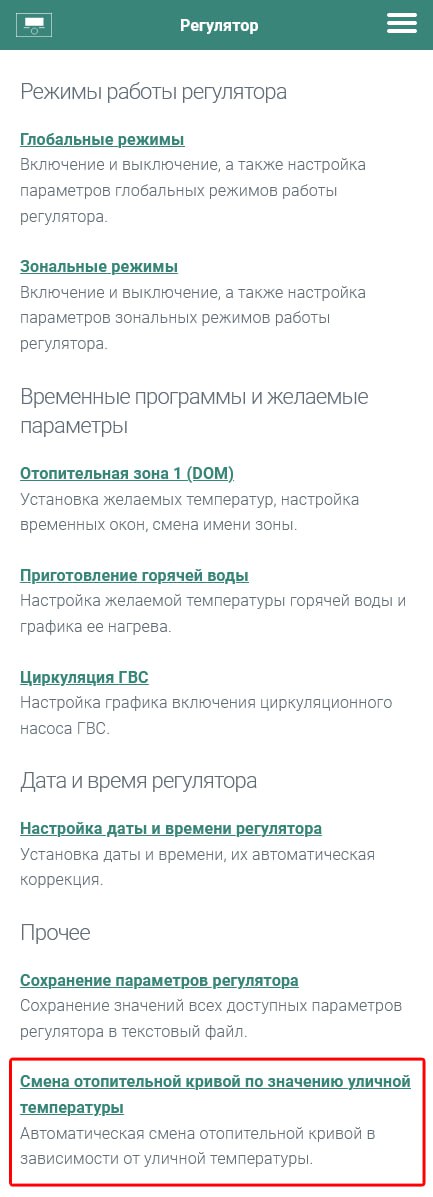 Регулятор
Режимы работы регулятора
Глобальные режимы
Включение и выключение, а также настройка
параметров глобальных режимов работы
регулятора.
Зональные режимы
Включение и выключение, а также настройка
параметров зональных режимов работы
регулятора.
Временные программы и желаемые
параметры
Отопительная зона 1 (DOM)
Установка желаемых температур, настройка
временных окон, смена имени зоны.
Приготовление горячей воды
Настройка желаемой температуры горячей воды и
графика ее нагрева.
Циркуляция ГВС
Настройка графика включения циркуляционного
насоса ГВС.
Дата и время регулятора
Настройка даты и времени регулятора
Установка даты и времени, их автоматическая
коррекция.
Прочее
Сохранение параметров регулятора
Сохранение значений всех доступных параметров
регулятора в текстовый файл.
Смена отопительной кривой по значению уличной
температуры
Автоматическая смена отопительной кривой в
зависимости от уличной температуры.